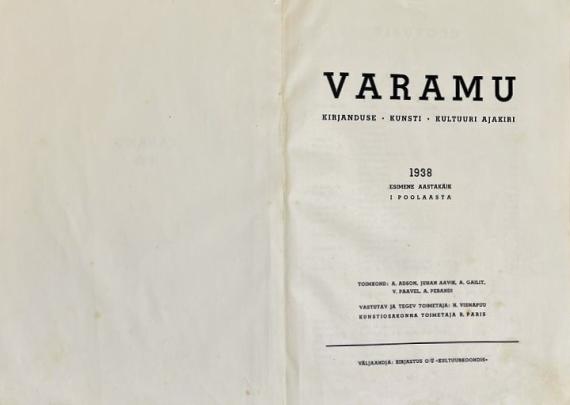 VARAMU
KIRJANDUSE · KUNSTI · KULTUURI AJAKIRI
1938
ESIMENE AASTAKÄIK
I POOLAASTA
TOIMKOND: A. ADSON, JUHAN AAVIK, A. GAILIT,
V. PAAVEL, A. PERANDI
VASTUTAV JA TEGEV TOIMETAJA: H. VISNAPUU
KUNSTIOSAKONNA TOIMETAJA R. PARIS
VÄLJAANDJA: KIRJASTUS O/Ü «KULTUURKOONDIS»